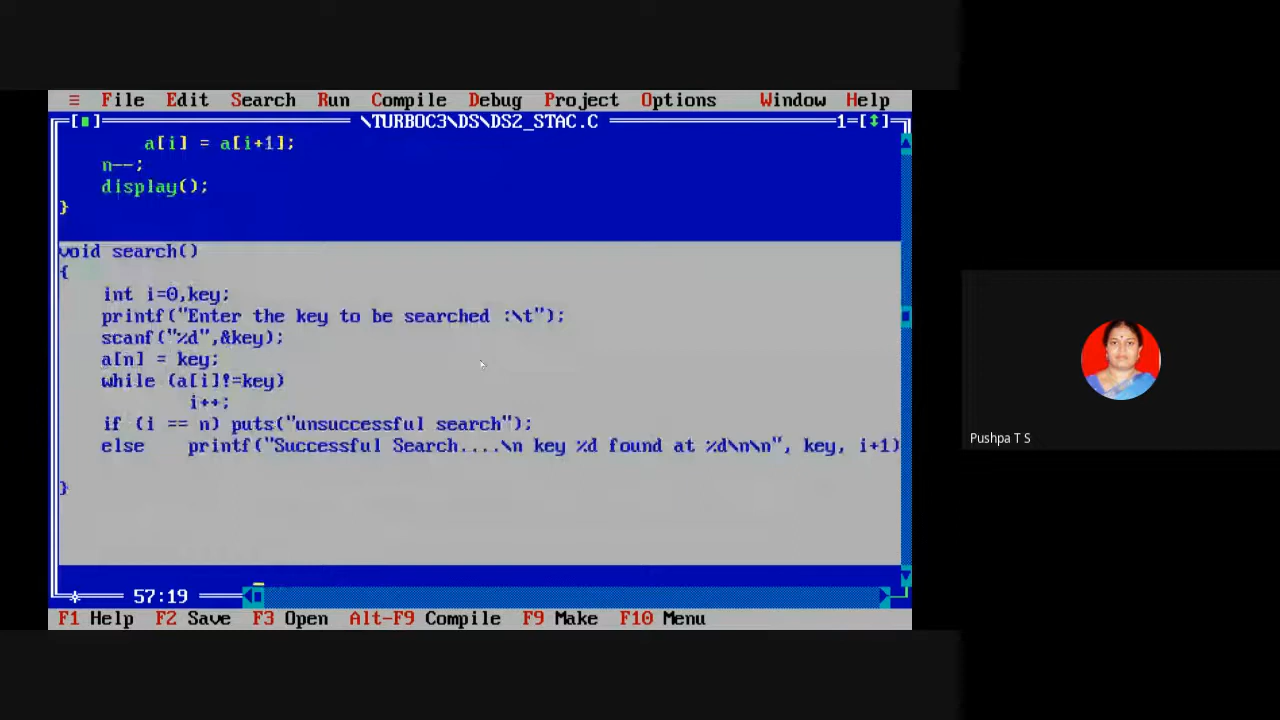 ≡ File Edit Search Run Compile Debug Project Options Window Help
[■] \TURBOC3\DS\DS2_STAC.C 1=[↕]
a[i] = a[i+1];
n--;
display();
}
void search()
{
int i=0,key;
printf("Enter the key to be searched :\t");
scanf("%d",&key);
a[n] = key;
while (a[i]!=key)
i++;
if (i == n) puts("unsuccessful search");
else printf("Successful Search....\n key %d found at %d\n\n", key, i+1)
}
57:19
F1 Help F2 Save F3 Open Alt-F9 Compile F9 Make F10 Menu
Pushpa T S